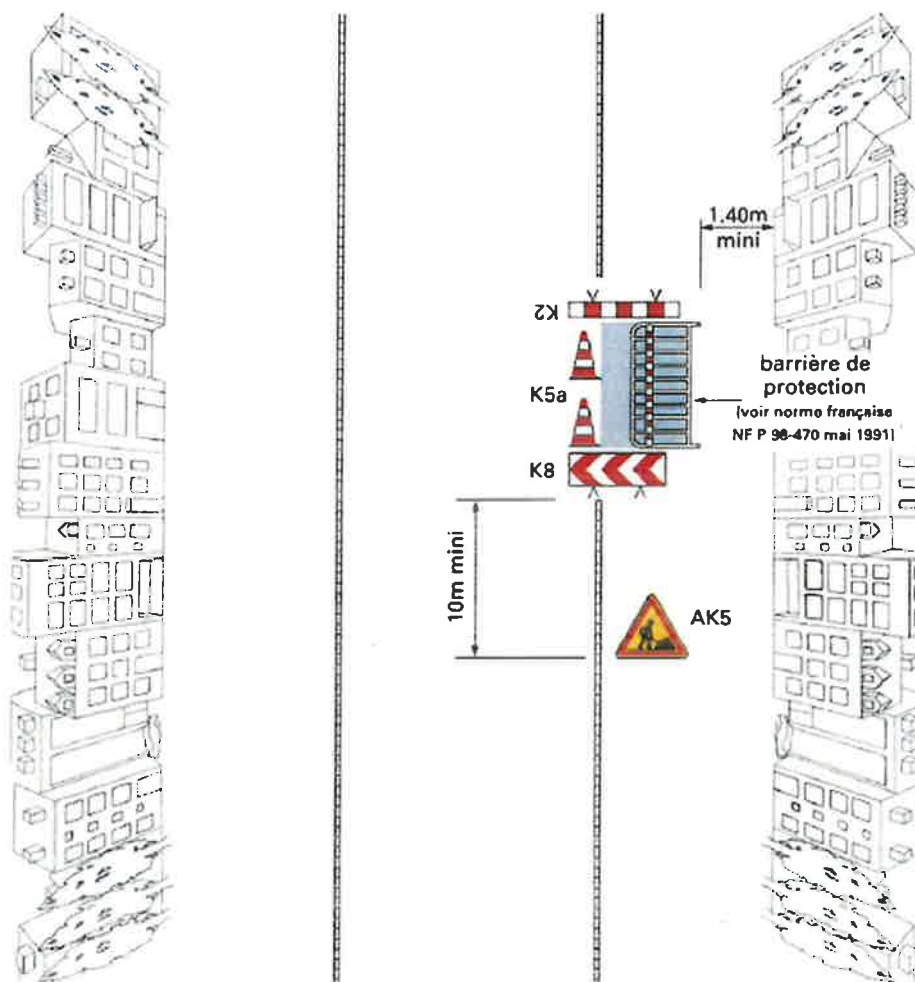 1.40m
mini
K2
K5a
barrière de
protection
(voir norme française
NF P 98-470 mai 1991)
K8
10m mini
AK5